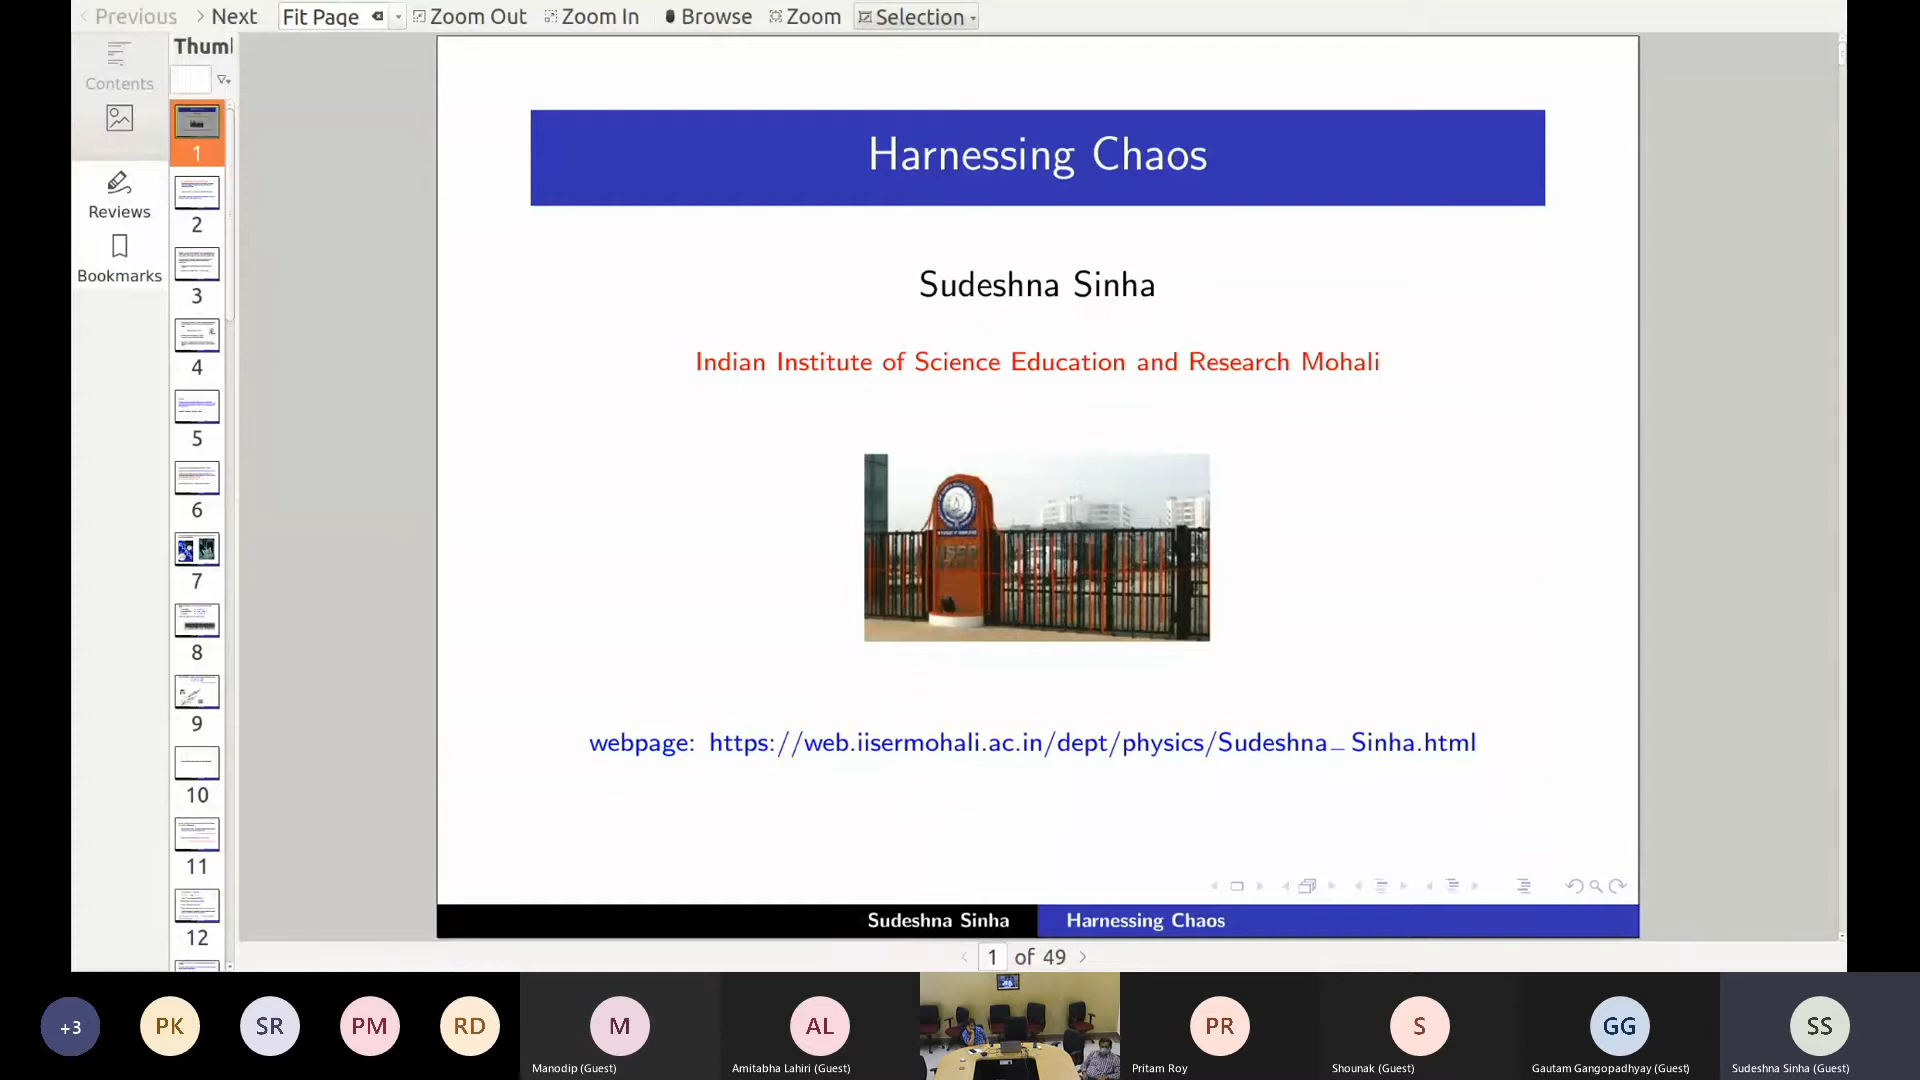 Previous Next Fit Page Zoom Out Zoom In Browse Zoom Selection
Thum
Contents
Reviews
Bookmarks
1
2
3
4
5
6
7
8
9
10
11
12
Harnessing Chaos
Sudeshna Sinha
Indian Institute of Science Education and Research Mohali
webpage: https://web.iisermohali.ac.in/dept/physics/Sudeshna_Sinha.html
Sudeshna Sinha Harnessing Chaos
1 of 49
+3 PK SR PM RD M AL PR S GG SS
Manodip (Guest) Amitabha Lahiri (Guest) Pritam Roy Shounak (Guest) Gautam Gangopadhyay (Guest) Sudeshna Sinha (Guest)